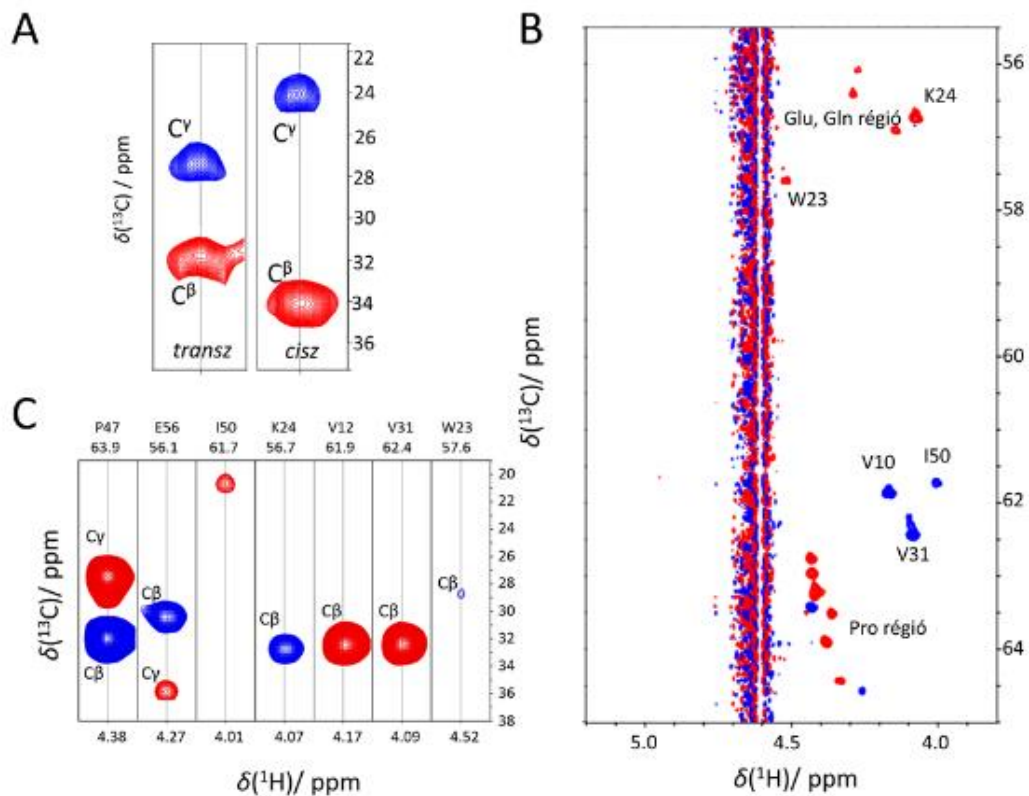 A
δ(¹³C) / ppm
22
24
26
28
30
32
34
36
Cᵞ
Cᵝ
transz
Cᵞ
Cᵝ
cisz
B
δ(¹³C)/ ppm
56
58
60
62
64
Glu, Gln régió
K24
W23
V10
I50
V31
Pro régió
5.0 4.5 4.0
δ(¹H)/ ppm
C
P47 E56 I50 K24 V12 V31 W23
63.9 56.1 61.7 56.7 61.9 62.4 57.6
δ(¹³C)/ ppm
20
22
24
26
28
30
32
34
36
38
Cγ
Cβ
Cβ
Cγ
Cβ
Cβ
Cβ
Cβ
4.38 4.27 4.01 4.07 4.17 4.09 4.52
δ(¹H)/ ppm